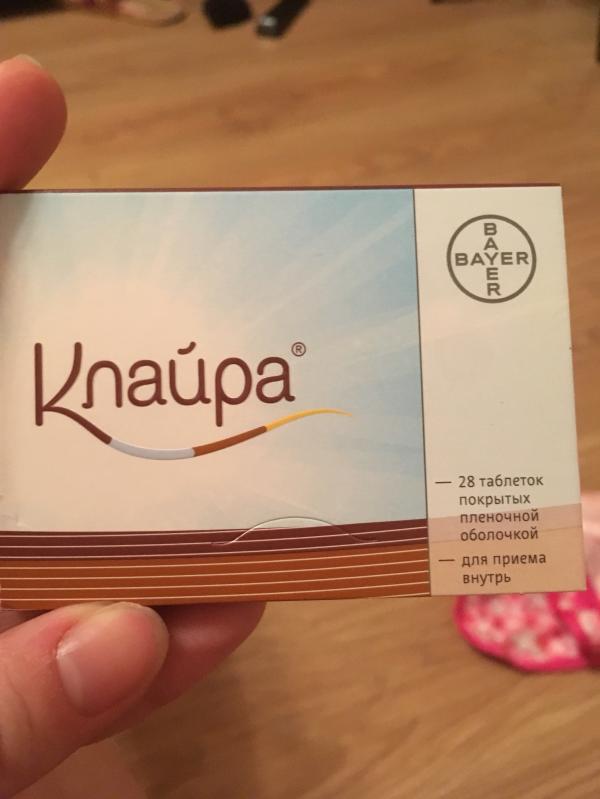 BAYER
BAYER
Клайра®
— 28 таблеток
покрытых
пленочной
оболочкой
— для приема
внутрь